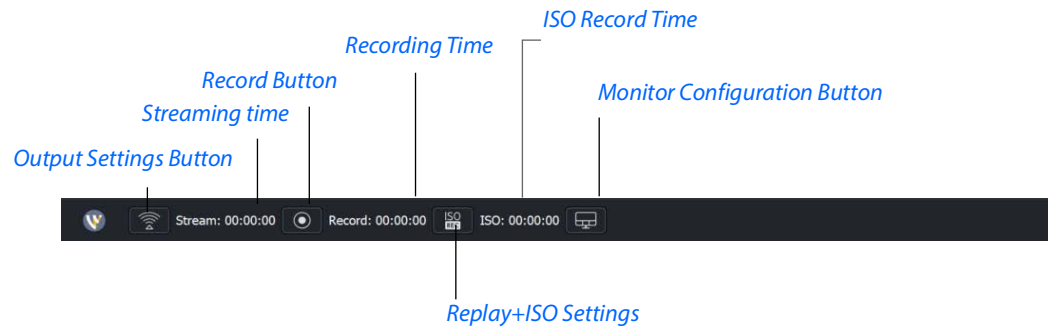 ISO Record Time
Recording Time
Record Button
Monitor Configuration Button
Streaming time
Output Settings Button
Stream: 00:00:00 Record: 00:00:00 ISO ISO: 00:00:00
Replay+ISO Settings